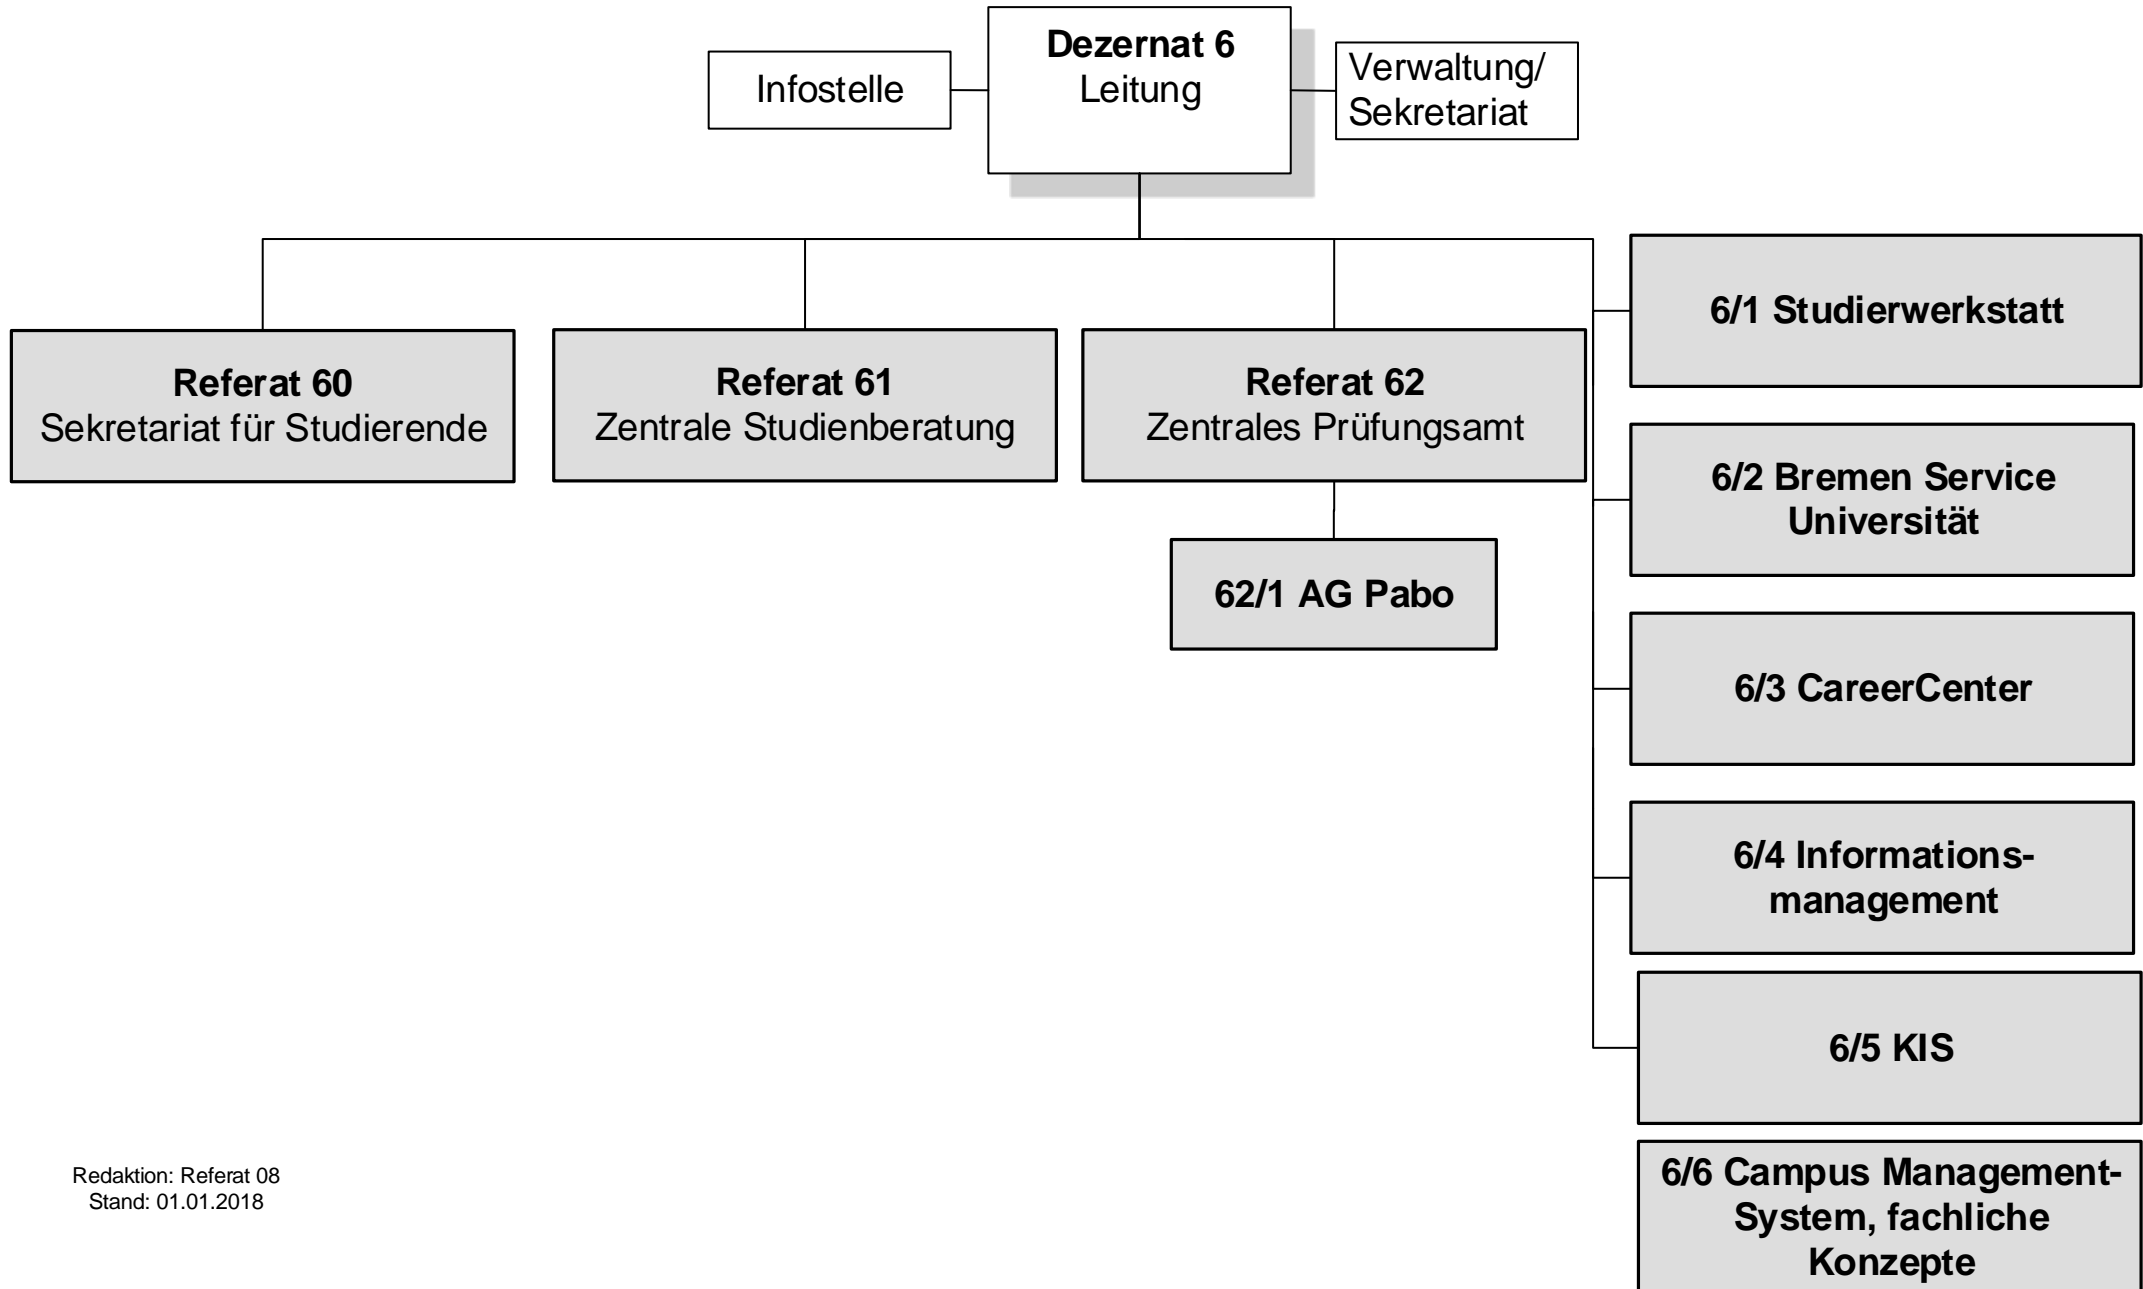 Dezernat 6
Leitung
Infostelle
Verwaltung/
Sekretariat
Referat 60
Sekretariat für Studierende
Referat 61
Zentrale Studienberatung
Referat 62
Zentrales Prüfungsamt
62/1 AG Pabo
6/1 Studierwerkstatt
6/2 Bremen Service
Universität
6/3 CareerCenter
6/4 Informations-
management
6/5 KIS
6/6 Campus Management-
System, fachliche
Konzepte
Redaktion: Referat 08
Stand: 01.01.2018